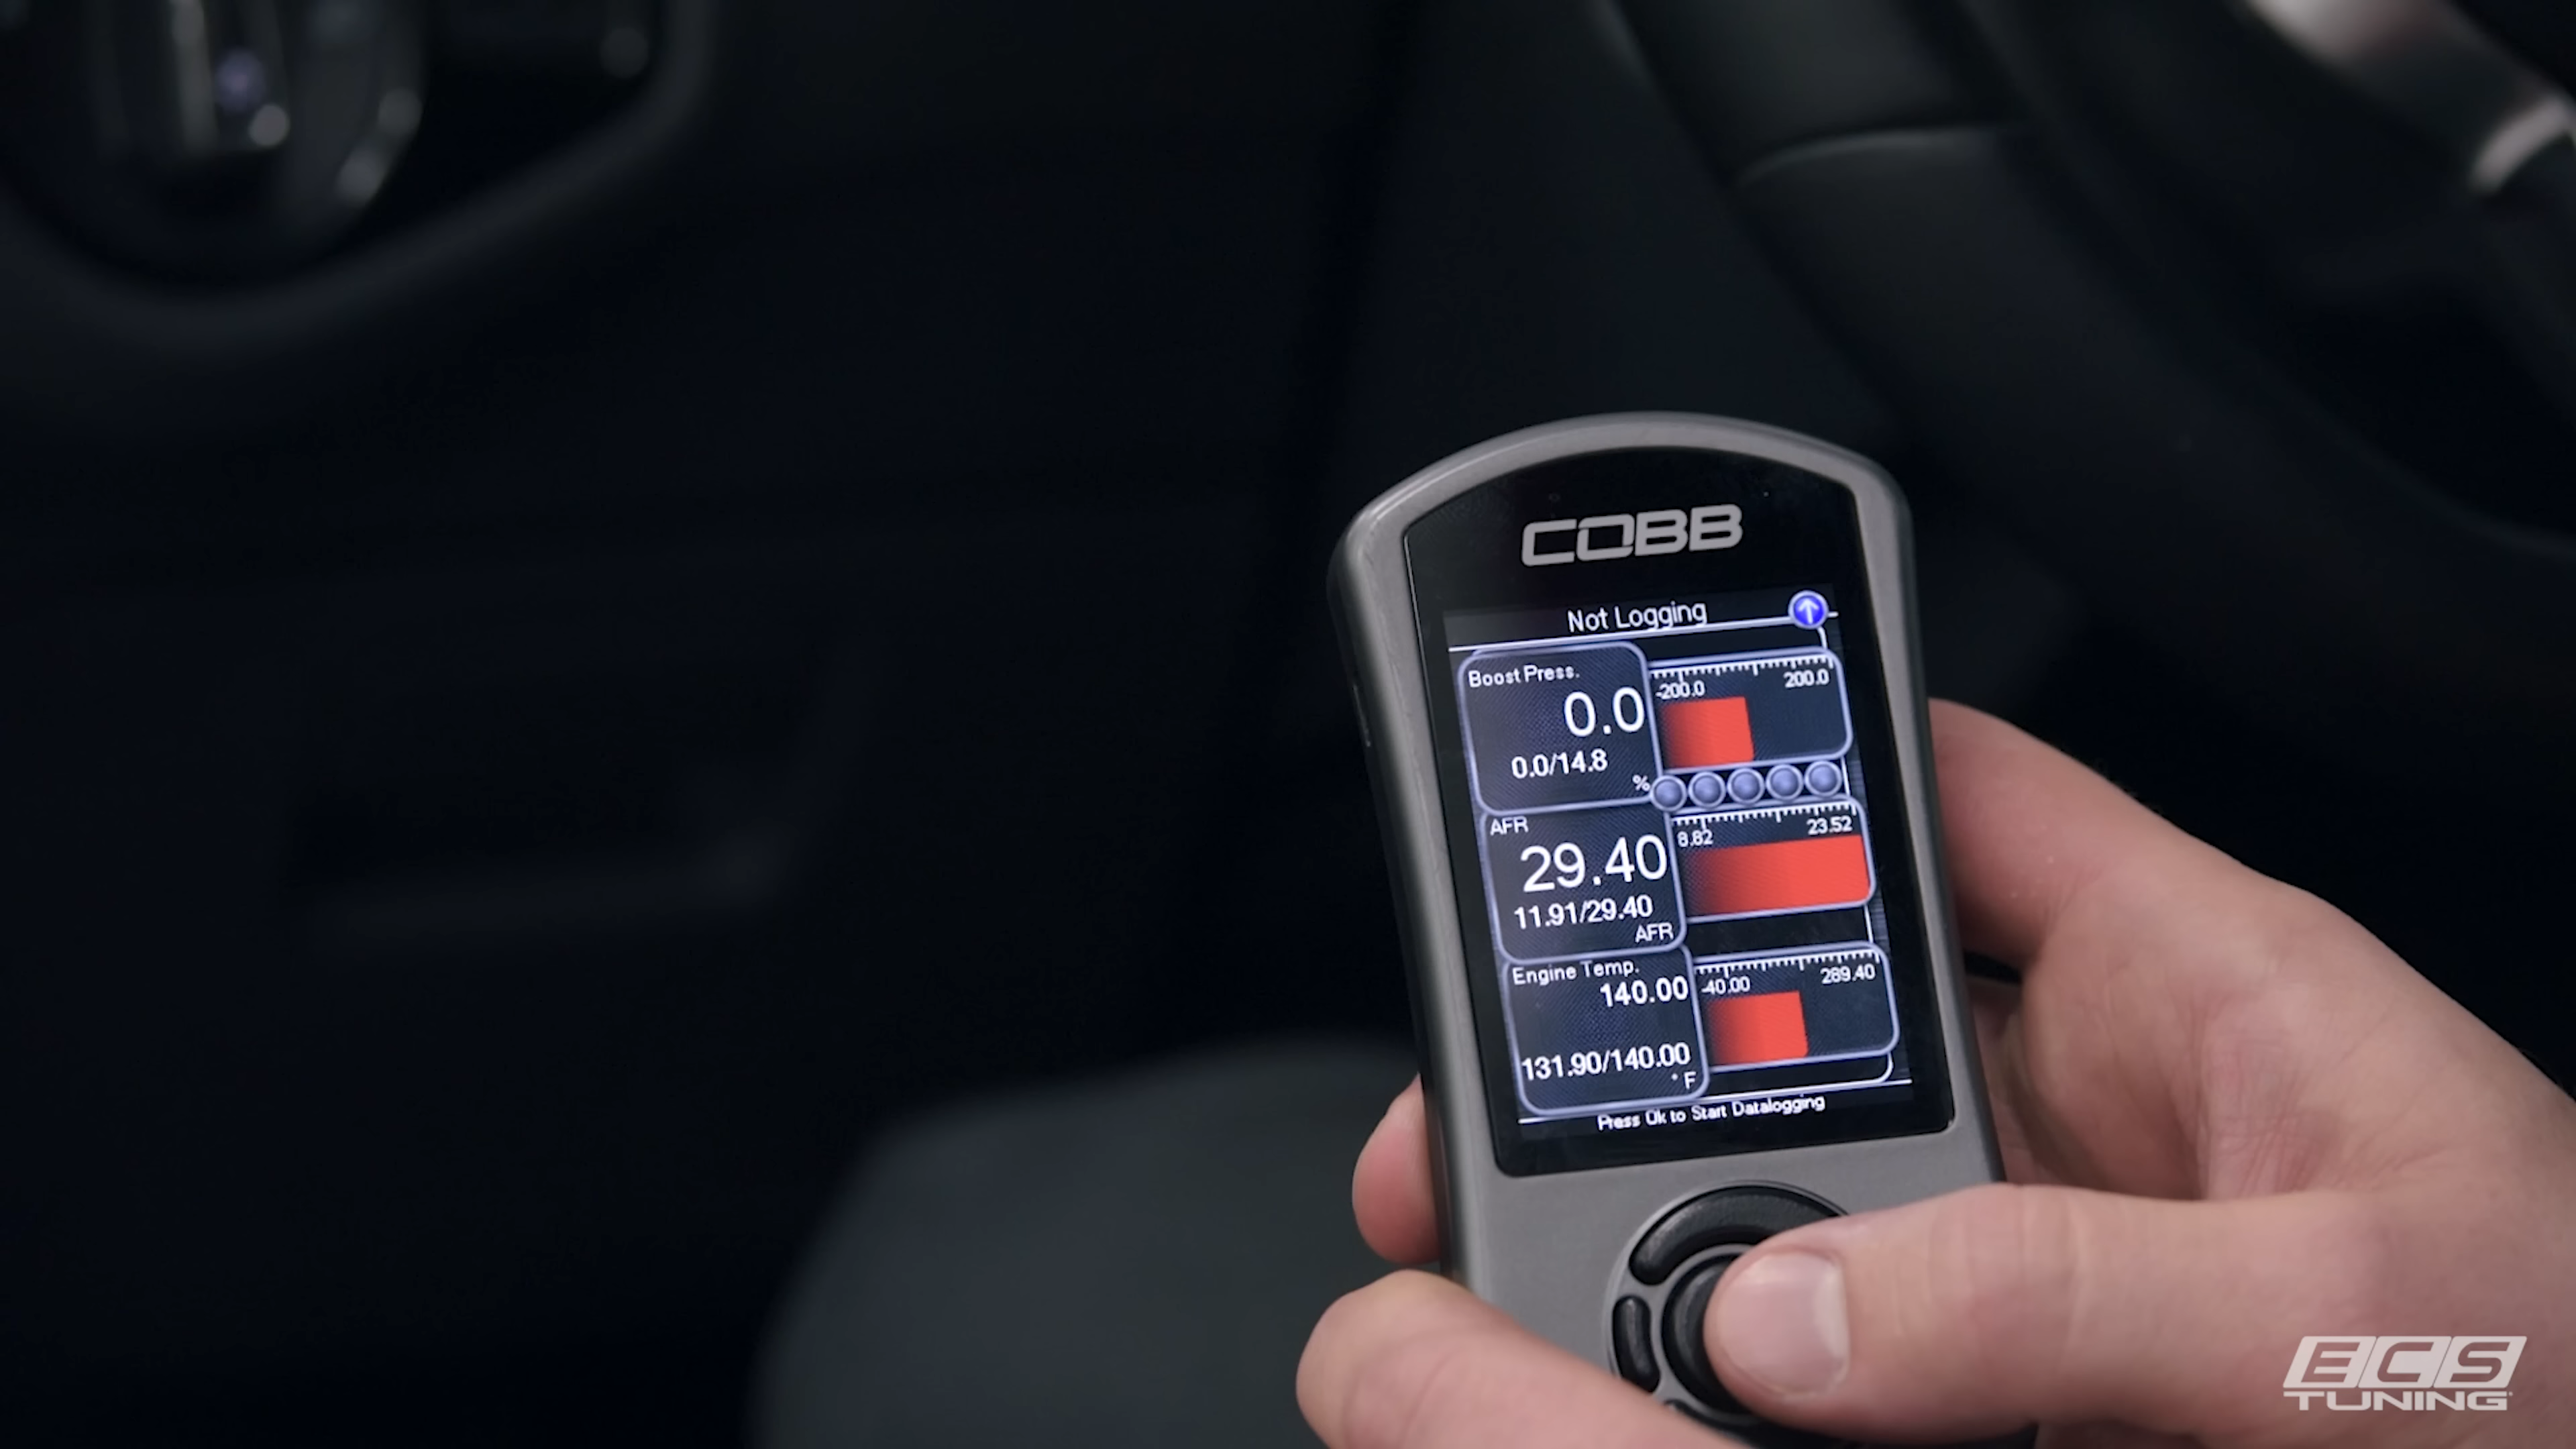 COBB
Not Logging
Boost Press.
0.0
0.0/14.8
%
-200.0 200.0
AFR
29.40
11.91/29.40
AFR
8.82 23.52
Engine Temp.
140.00
131.90/140.00
° F
-40.00 289.40
Press Ok to Start Datalogging
ECS
TUNING